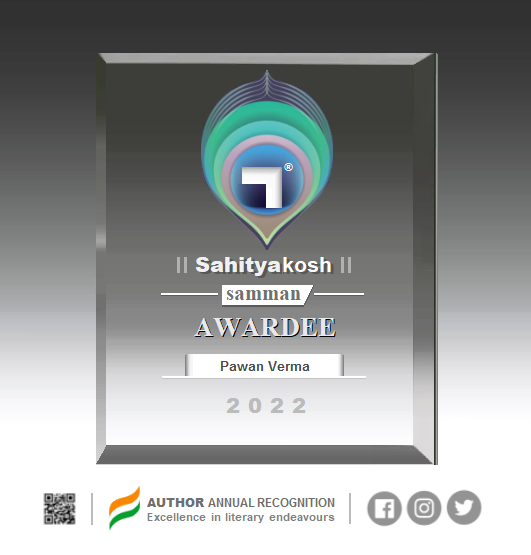 ®
|| Sahityakosh ||
samman
AWARDEE
Pawan Verma
2022
AUTHOR ANNUAL RECOGNITION
Excellence in literary endeavours